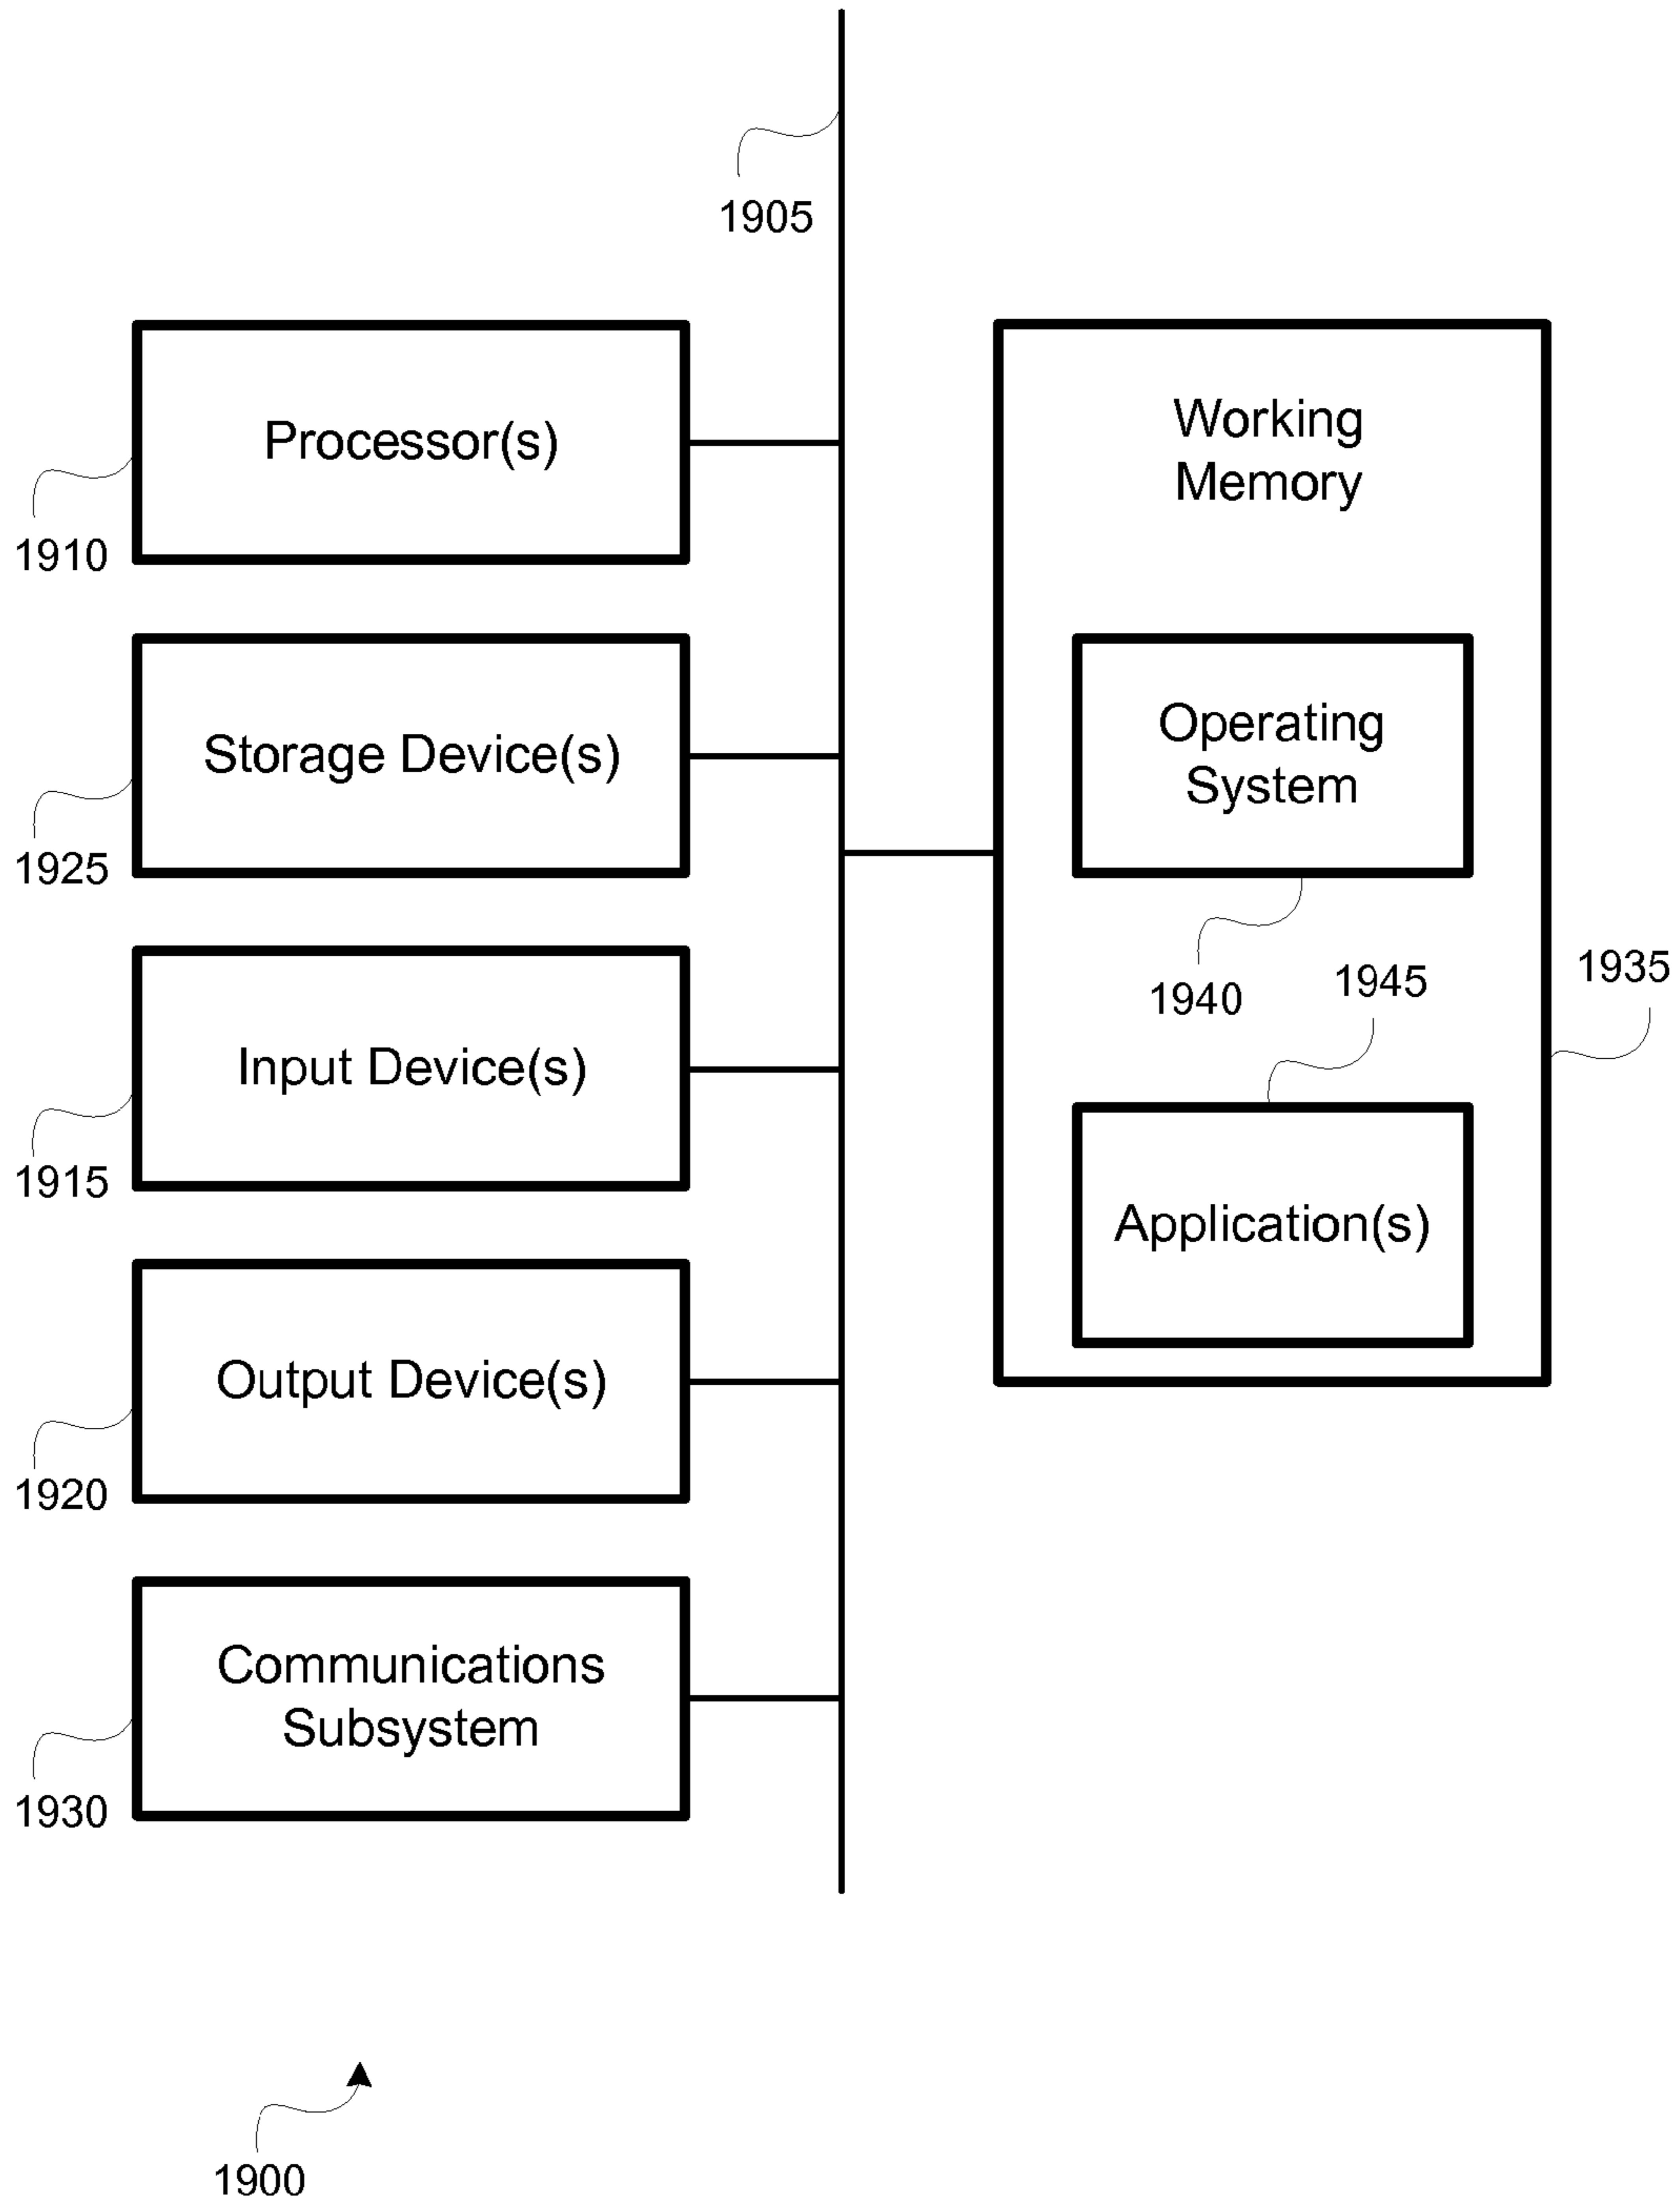 1905
Processor(s)
1910
Storage Device(s)
1925
Input Device(s)
1915
Output Device(s)
1920
Communications
Subsystem
1930
Working
Memory
Operating
System
1940
1945
1935
Application(s)
1900